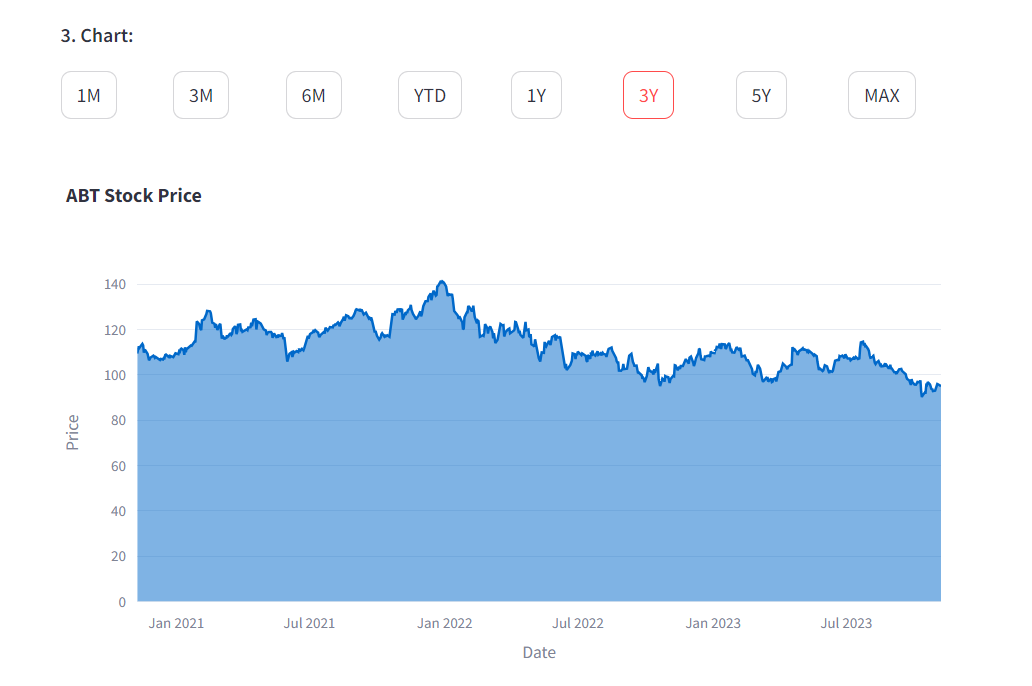 3. Chart:
1M 3M 6M YTD 1Y 3Y 5Y MAX
ABT Stock Price
140
120
100
80
60
40
20
0
Price
Jan 2021 Jul 2021 Jan 2022 Jul 2022 Jan 2023 Jul 2023
Date